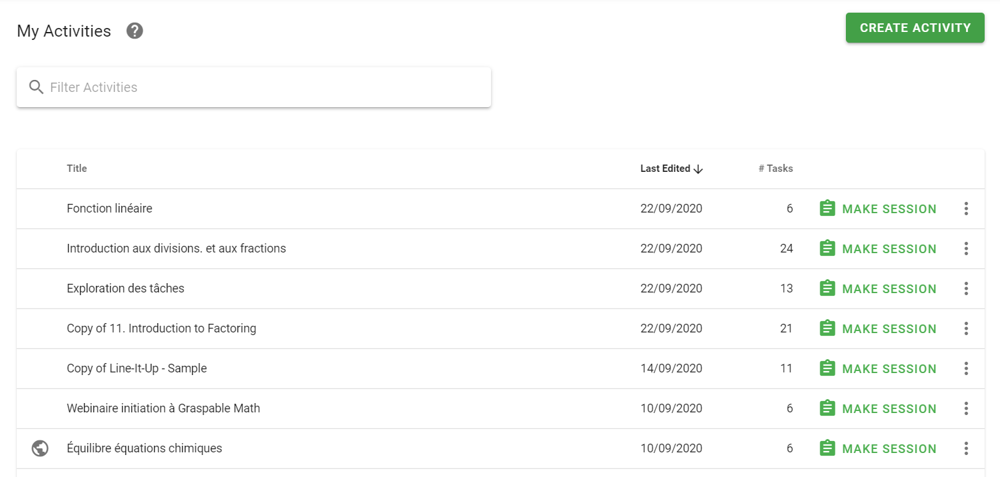 My Activities
CREATE ACTIVITY
Filter Activities
Title Last Edited # Tasks
Fonction linéaire 22/09/2020 6 MAKE SESSION
Introduction aux divisions. et aux fractions 22/09/2020 24 MAKE SESSION
Exploration des tâches 22/09/2020 13 MAKE SESSION
Copy of 11. Introduction to Factoring 22/09/2020 21 MAKE SESSION
Copy of Line-It-Up - Sample 14/09/2020 11 MAKE SESSION
Webinaire initiation à Graspable Math 10/09/2020 6 MAKE SESSION
Équilibre équations chimiques 10/09/2020 6 MAKE SESSION